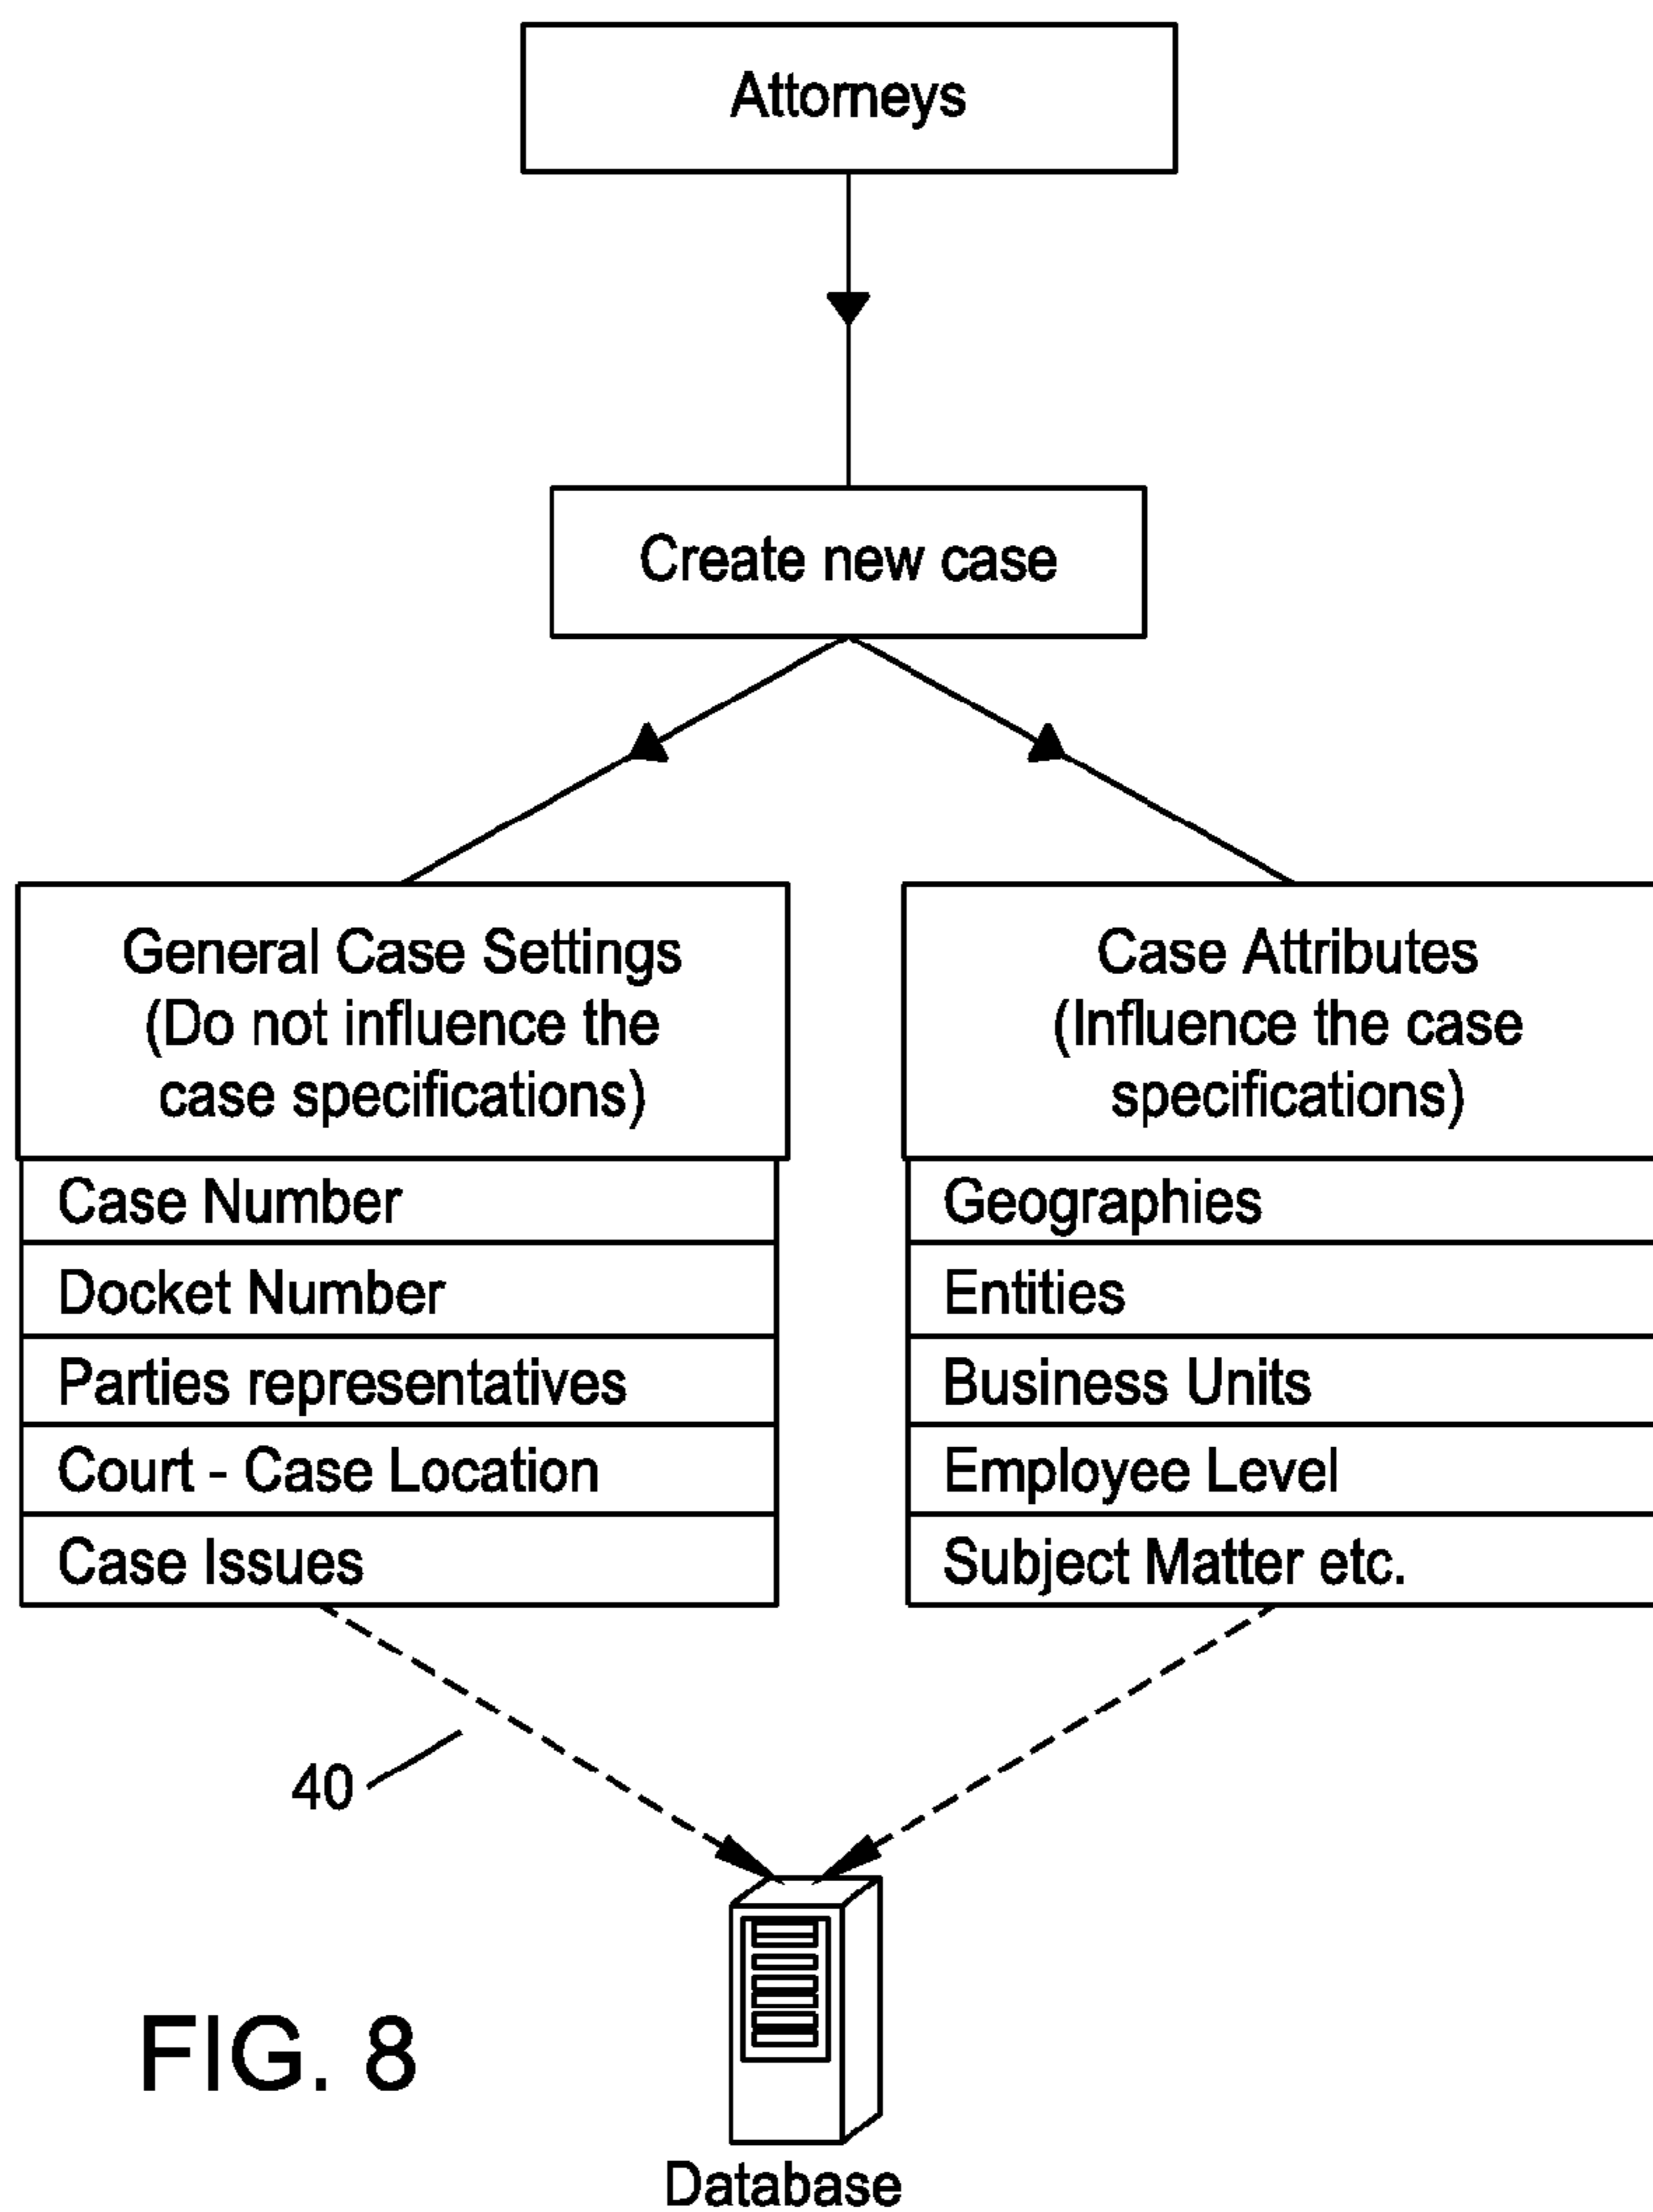 Attorneys
Create new case
General Case Settings
(Do not influence the
case specifications)
Case Number
Docket Number
Parties representatives
Court - Case Location
Case Issues
Case Attributes
(Influence the case
specifications)
Geographies
Entities
Business Units
Employee Level
Subject Matter etc.
40
FIG. 8
Database